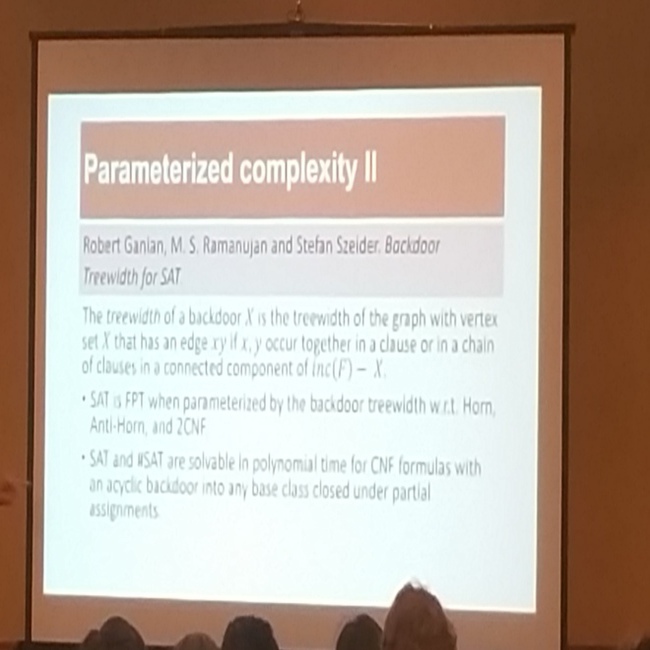 Parameterized complexity II
Robert Ganian, M. S. Ramanujan and Stefan Szeider. Backdoor
Treewidth for SAT
The treewidth of a backdoor X is the treewidth of the graph with vertex
set X that has an edge xy if x, y occur together in a clause or in a chain
of clauses in a connected component of inc(F) − X.
• SAT is FPT when parameterized by the backdoor treewidth w.r.t. Horn,
Anti-Horn, and 2CNF
• SAT and #SAT are solvable in polynomial time for CNF formulas with
an acyclic backdoor into any base class closed under partial
assignments